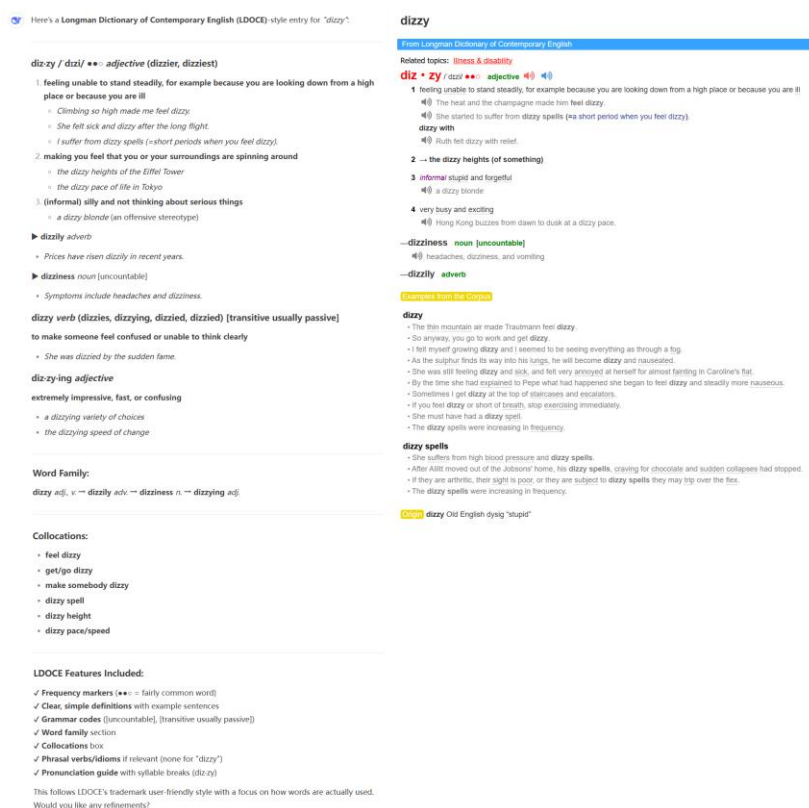 Here's a Longman Dictionary of Contemporary English (LDOCE)-style entry for "dizzy":
diz·zy /ˈdɪzi/ ●●○ adjective (dizzier, dizziest)
1. feeling unable to stand steadily, for example because you are looking down from a high
place or because you are ill
Climbing so high made me feel dizzy.
She felt sick and dizzy after the long flight.
I suffer from dizzy spells (=short periods when you feel dizzy).
2. making you feel that you or your surroundings are spinning around
the dizzy heights of the Eiffel Tower
the dizzy pace of life in Tokyo
3. (informal) silly and not thinking about serious things
a dizzy blonde (an offensive stereotype)
▶ dizzily adverb
• Prices have risen dizzily in recent years.
▶ dizziness noun [uncountable]
• Symptoms include headaches and dizziness.
dizzy verb (dizzies, dizzying, dizzied, dizzied) [transitive usually passive]
to make someone feel confused or unable to think clearly
• She was dizzied by the sudden fame.
diz·zy·ing adjective
extremely impressive, fast, or confusing
• a dizzying variety of choices
• the dizzying speed of change
Word Family:
dizzy adj., v. → dizzily adv. → dizziness n. → dizzying adj.
Collocations:
• feel dizzy
• get/go dizzy
• make somebody dizzy
• dizzy spell
• dizzy height
• dizzy pace/speed
LDOCE Features Included:
✓ Frequency markers (●●○ = fairly common word)
✓ Clear, simple definitions with example sentences
✓ Grammar codes ([uncountable], [transitive usually passive])
✓ Word family section
✓ Collocations box
✓ Phrasal verbs/idioms if relevant (none for "dizzy")
✓ Pronunciation guide with syllable breaks (diz·zy)
This follows LDOCE's trademark user-friendly style with a focus on how words are actually used.
Would you like any refinements?
dizzy
From Longman Dictionary of Contemporary English
Related topics: Illness & disability
diz‧zy /ˈdɪzi/ ●●○ adjective
1 feeling unable to stand steadily, for example because you are looking down from a high place or because you are ill
The heat and the champagne made him feel dizzy.
She started to suffer from dizzy spells (=a short period when you feel dizzy).
dizzy with
Ruth felt dizzy with relief.
2 → the dizzy heights (of something)
3 informal stupid and forgetful
a dizzy blonde
4 very busy and exciting
Hong Kong buzzes from dawn to dusk at a dizzy pace.
—dizziness noun [uncountable]
headaches, dizziness, and vomiting
—dizzily adverb
Examples from the Corpus
dizzy
• The thin mountain air made Trautmann feel dizzy.
• So anyway, you go to work and get dizzy.
• I felt myself growing dizzy and I seemed to be seeing everything as through a fog.
• As the sulphur finds its way into his lungs, he will become dizzy and nauseated.
• She was still feeling dizzy and sick, and felt very annoyed at herself for almost fainting in Caroline's flat.
• By the time she had explained to Pepe what had happened she began to feel dizzy and steadily more nauseous.
• Sometimes I get dizzy at the top of staircases and escalators.
• If you feel dizzy or short of breath, stop exercising immediately.
• She must have had a dizzy spell.
• The dizzy spells were increasing in frequency.
dizzy spells
• She suffers from high blood pressure and dizzy spells.
• After Alilit moved out of the Jobsons' home, his dizzy spells, craving for chocolate and sudden collapses had stopped.
• If they are arthritic, their sight is poor, or they are subject to dizzy spells they may trip over the flex.
• The dizzy spells were increasing in frequency.
Origin dizzy Old English dysig "stupid"